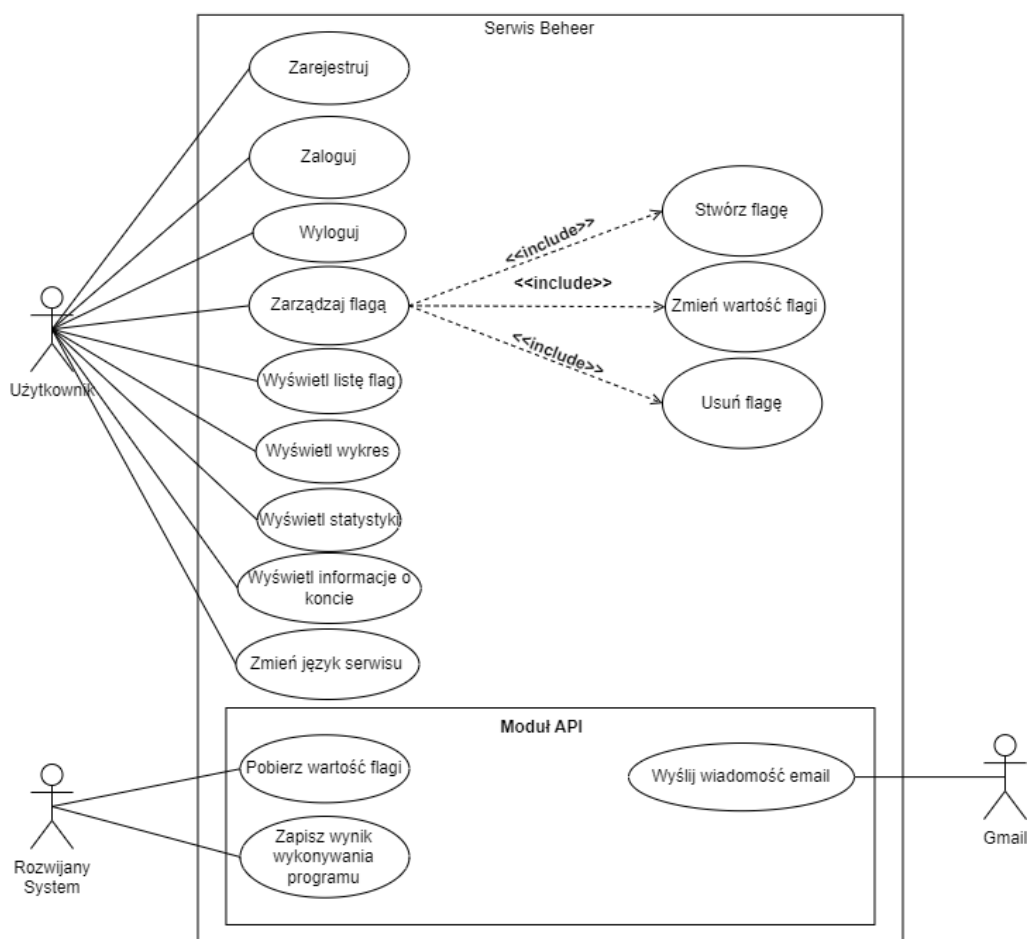 Serwis Beheer
Zarejestruj
Zaloguj
Wyloguj
Zarządzaj flagą
Wyświetl listę flag
Wyświetl wykres
Wyświetl statystyki
Wyświetl informacje o
koncie
Zmień język serwisu
<<include>>
<<include>>
<<include>>
Stwórz flagę
Zmień wartość flagi
Usuń flagę
Użytkownik
Moduł API
Pobierz wartość flagi
Zapisz wynik
wykonywania
programu
Wyślij wiadomość email
Rozwijany
System
Gmail